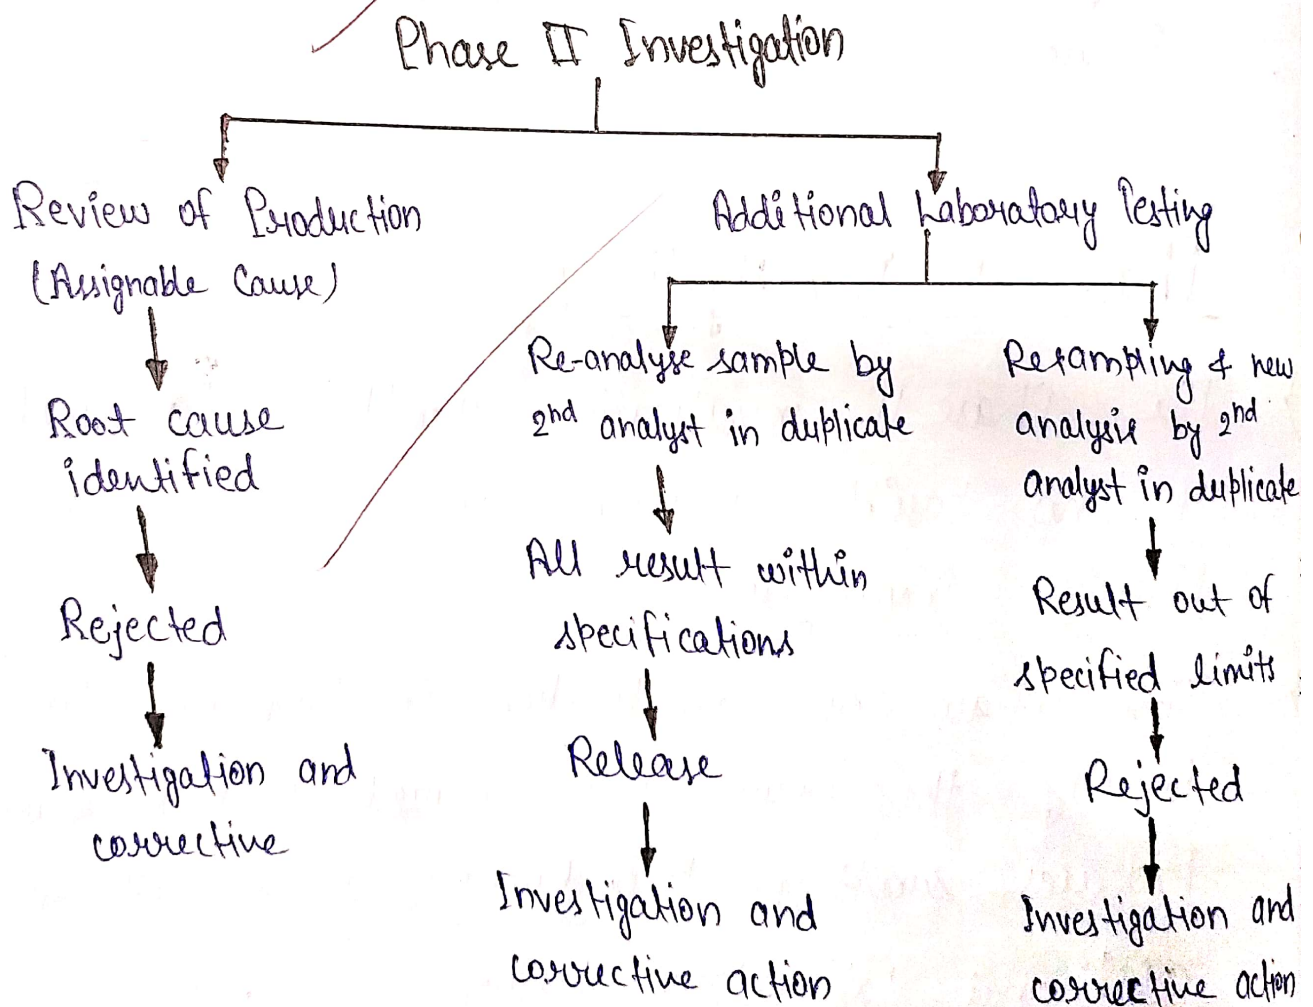 Phase II Investigation
Review of Production
(Assignable Cause)
Root cause
identified
Rejected
Investigation and
corrective
Additional Laboratory Testing
Re-analyse sample by
2nd analyst in duplicate
All result within
specifications
Release
Investigation and
corrective action
Resampling & new
analysis by 2nd
analyst in duplicate
Result out of
specified limits
Rejected
Investigation and
corrective action